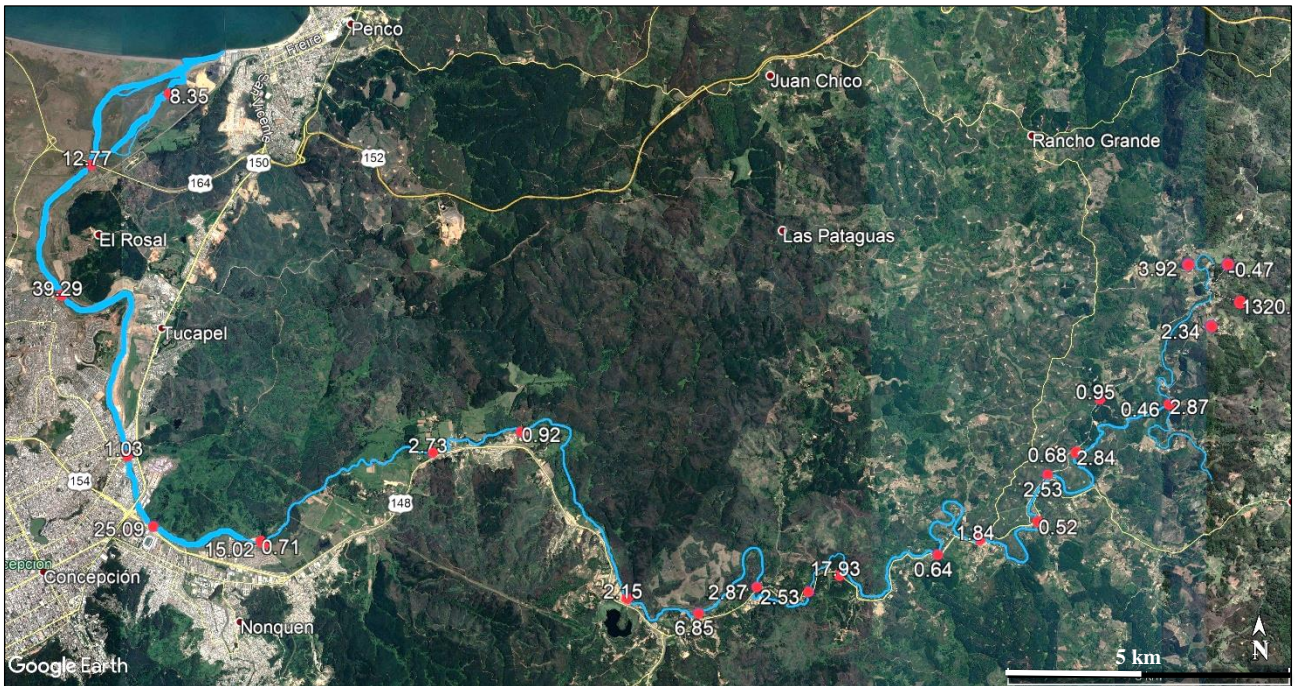 Penco
Freire
8.35
San Vicente
Juan Chico
Rancho Grande
12.77
150
152
164
El Rosal
Las Pataguas
3.92
-0.47
39.29
1320.
Tucapel
2.34
0.95
0.46
2.87
2.73
0.92
1.03
0.68
2.84
154
148
2.53
25.09
15.02
0.71
1.84
0.52
0.64
Concepción
17.93
2.15
2.87
2.53
6.85
Nonquen
N
5 km
Google Earth